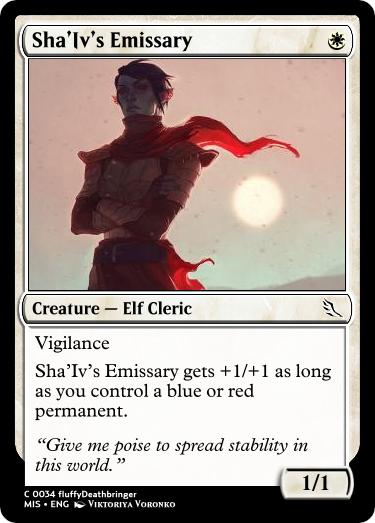 Sha'Iv's Emissary
Creature — Elf Cleric
Vigilance
Sha'Iv's Emissary gets +1/+1 as long
as you control a blue or red
permanent.
“Give me poise to spread stability in
this world.”
1/1
C 0034 fluffyDeathbringer
MIS • ENG Viktoriya Voronko